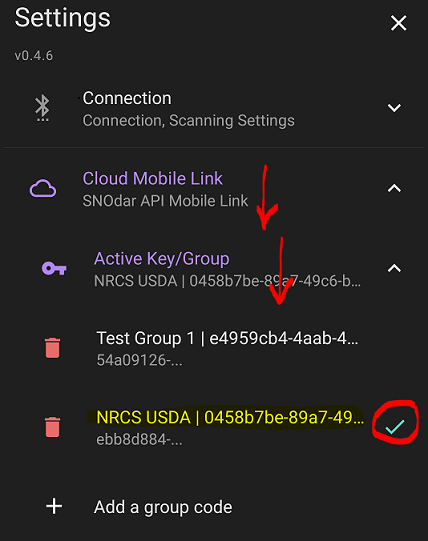 Settings
v0.4.6
Connection
Connection, Scanning Settings
Cloud Mobile Link
SNOdar API Mobile Link
Active Key/Group
NRCS USDA | 0458b7be-89a7-49c6-b...
Test Group 1 | e4959cb4-4aab-4...
54a09126-...
NRCS USDA | 0458b7be-89a7-49...
ebb8d884-...
Add a group code